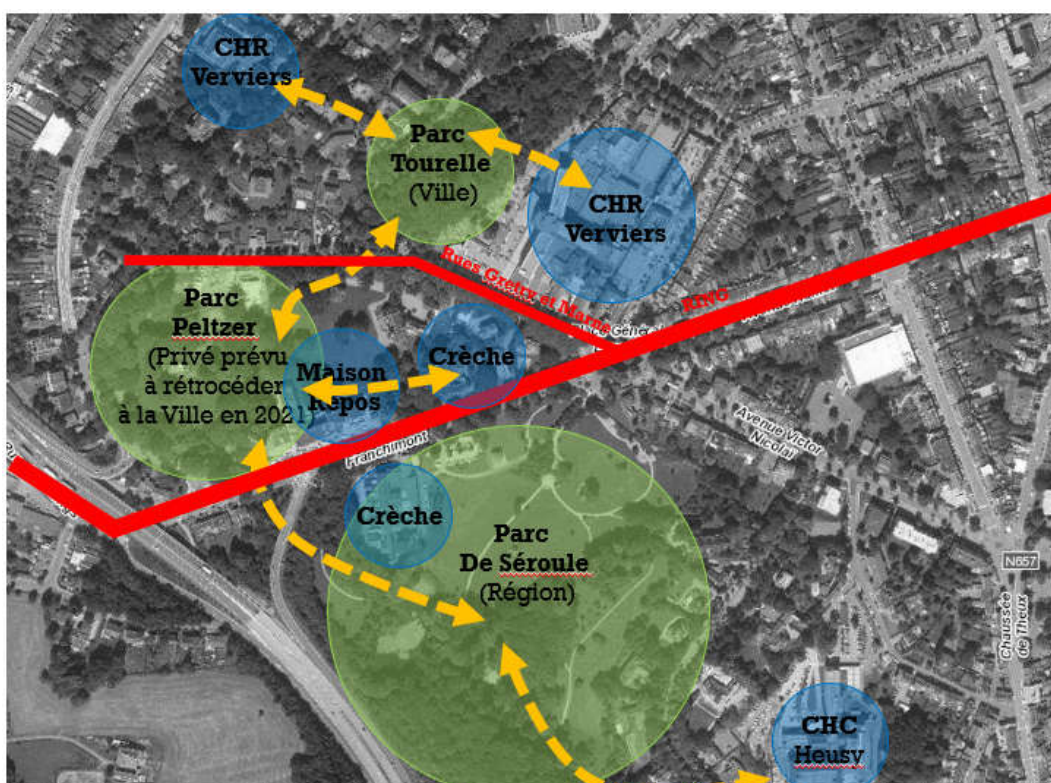 CHR
Verviers
Parc
Tourelle
(Ville)
CHR
Verviers
Rues Gretry et Marne
RING
Parc
Peltzer
(Privé prévu
à rétrocéder
à la Ville en 2021)
Maison
Repos
Crèche
Franchimont
Avenue Victor
Nicolaï
Crèche
Parc
De Séroule
(Région)
N657
Chaussée
de Theux
CHC
Heusy